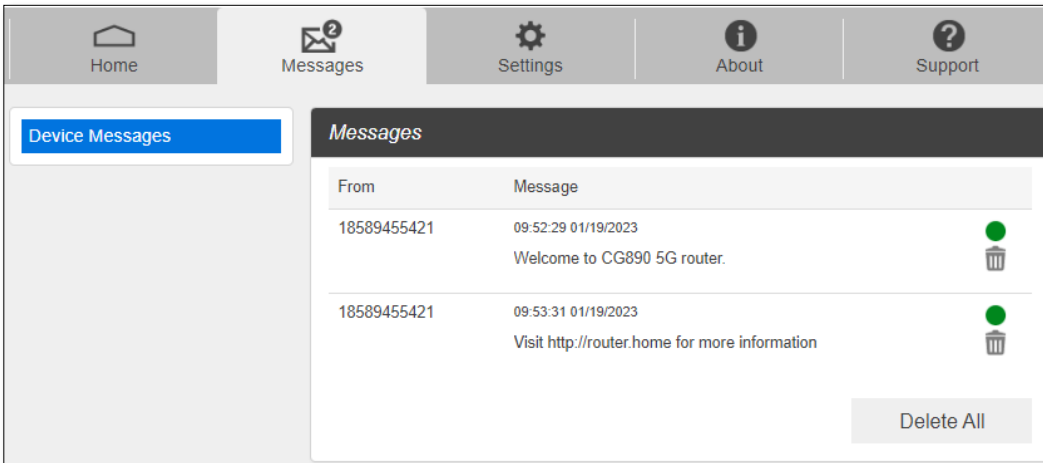 2
Home Messages Settings About Support
Device Messages
Messages
From Message
18589455421 09:52:29 01/19/2023
Welcome to CG890 5G router.
18589455421 09:53:31 01/19/2023
Visit http://router.home for more information
Delete All